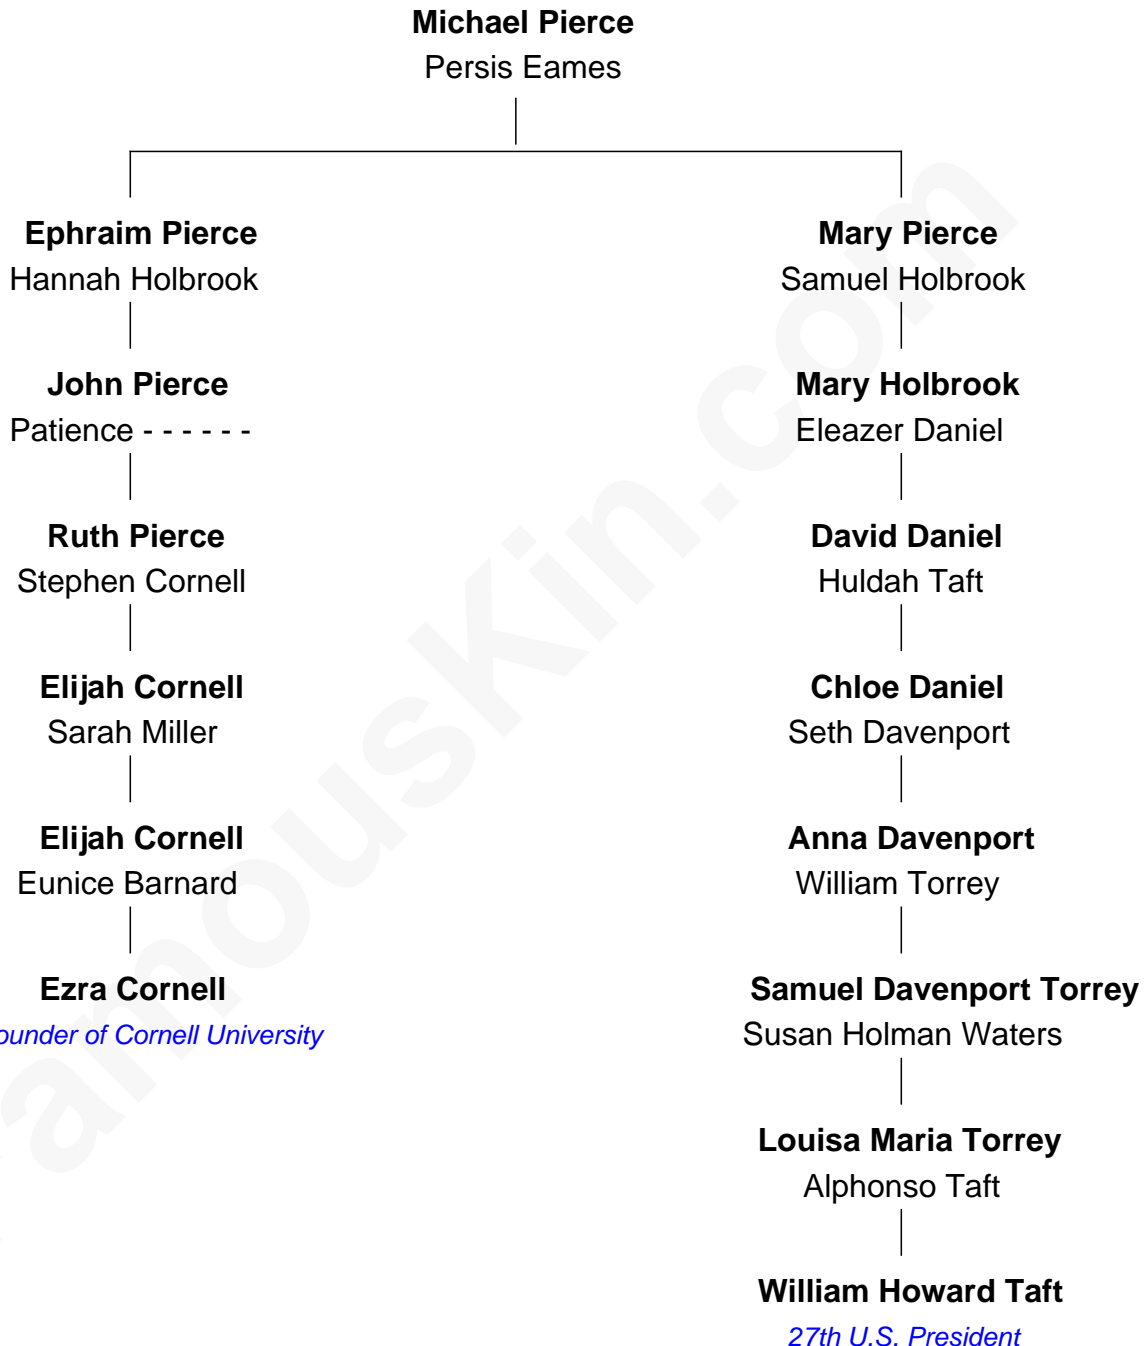 Michael Pierce
Persis Eames
Ephraim Pierce
Hannah Holbrook
John Pierce
Patience - - - - - -
Ruth Pierce
Stephen Cornell
Elijah Cornell
Sarah Miller
Elijah Cornell
Eunice Barnard
Ezra Cornell
ounder of Cornell University
Mary Pierce
Samuel Holbrook
Mary Holbrook
Eleazer Daniel
David Daniel
Huldah Taft
Chloe Daniel
Seth Davenport
Anna Davenport
William Torrey
Samuel Davenport Torrey
Susan Holman Waters
Louisa Maria Torrey
Alphonso Taft
William Howard Taft
27th U.S. President
amouskin.com